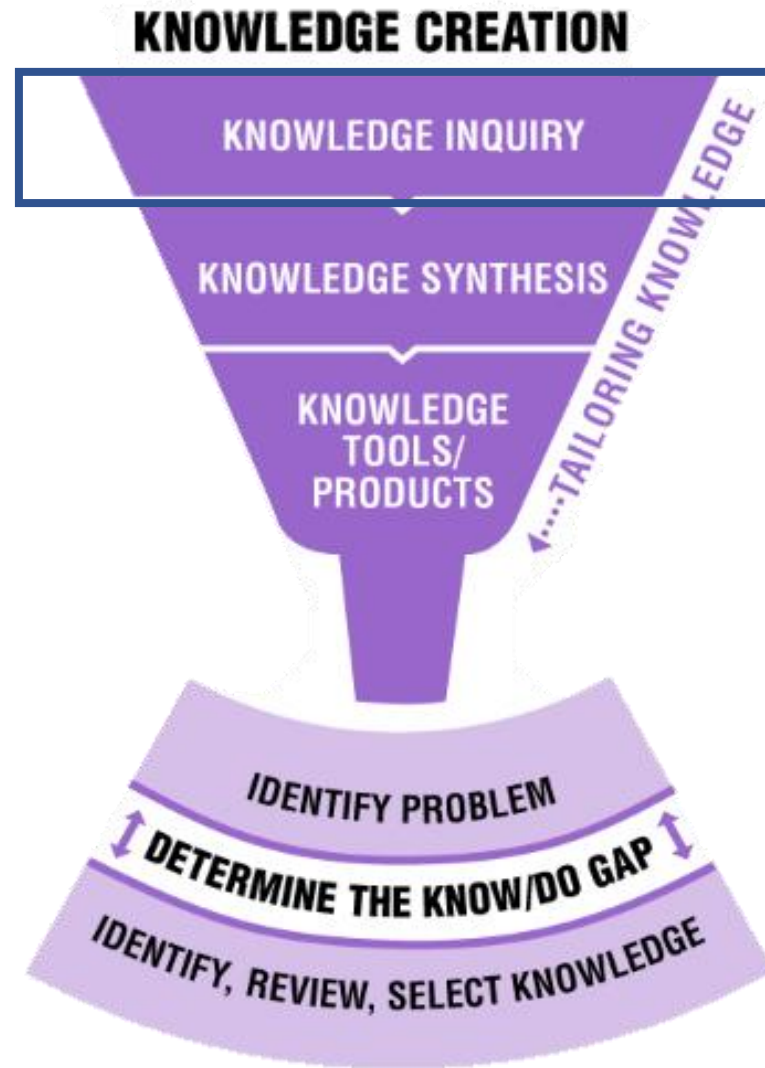 KNOWLEDGE CREATION
KNOWLEDGE INQUIRY
KNOWLEDGE SYNTHESIS
KNOWLEDGE
TOOLS/
PRODUCTS
TAILORING KNOWLEDGE
IDENTIFY PROBLEM
DETERMINE THE KNOW/DO GAP
IDENTIFY, REVIEW, SELECT KNOWLEDGE